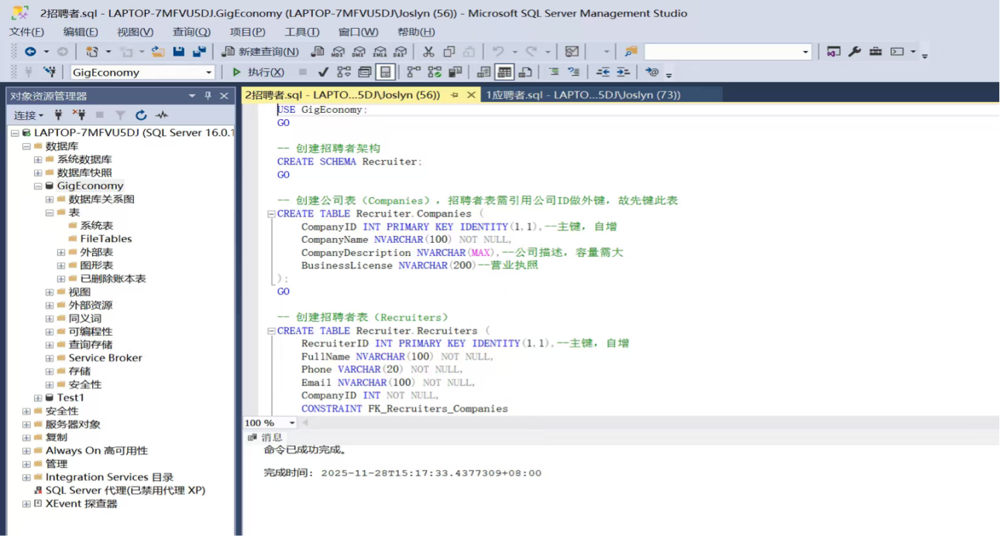 2招聘者.sql - LAPTOP-7MFVU5DJ.GigEconomy (LAPTOP-7MFVU5DJ\Joslyn (56)) - Microsoft SQL Server Management Studio
文件(F) 编辑(E) 视图(V) 查询(Q) 项目(P) 工具(T) 窗口(W) 帮助(H)
新建查询(N) MDX DMX XMLA DAX
GigEconomy 执行(X)
对象资源管理器
连接
LAPTOP-7MFVU5DJ (SQL Server 16.0.1
数据库
系统数据库
数据库快照
GigEconomy
数据库关系图
表
系统表
FileTables
外部表
图形表
已删除账本表
视图
外部资源
同义词
可编程性
查询存储
Service Broker
存储
安全性
Test1
安全性
服务器对象
复制
Always On 高可用性
管理
Integration Services 目录
SQL Server 代理(已禁用代理 XP)
XEvent 探查器
2招聘者.sql - LAPTO...5DJ\Joslyn (56))
1应聘者.sql - LAPTO...5DJ\Joslyn (73))
USE GigEconomy;
GO
-- 创建招聘者架构
CREATE SCHEMA Recruiter;
GO
-- 创建公司表（Companies），招聘者表需引用公司ID做外键，故先键此表
CREATE TABLE Recruiter.Companies (
CompanyID INT PRIMARY KEY IDENTITY(1,1),--主键，自增
CompanyName NVARCHAR(100) NOT NULL,
CompanyDescription NVARCHAR(MAX),--公司描述，容量需大
BusinessLicense NVARCHAR(200)--营业执照
);
GO
-- 创建招聘者表（Recruiters）
CREATE TABLE Recruiter.Recruiters (
RecruiterID INT PRIMARY KEY IDENTITY(1,1),--主键，自增
FullName NVARCHAR(100) NOT NULL,
Phone VARCHAR(20) NOT NULL,
Email NVARCHAR(100) NOT NULL,
CompanyID INT NOT NULL,
CONSTRAINT FK_Recruiters_Companies
100 %
消息
命令已成功完成。
完成时间: 2025-11-28T15:17:33.4377309+08:00